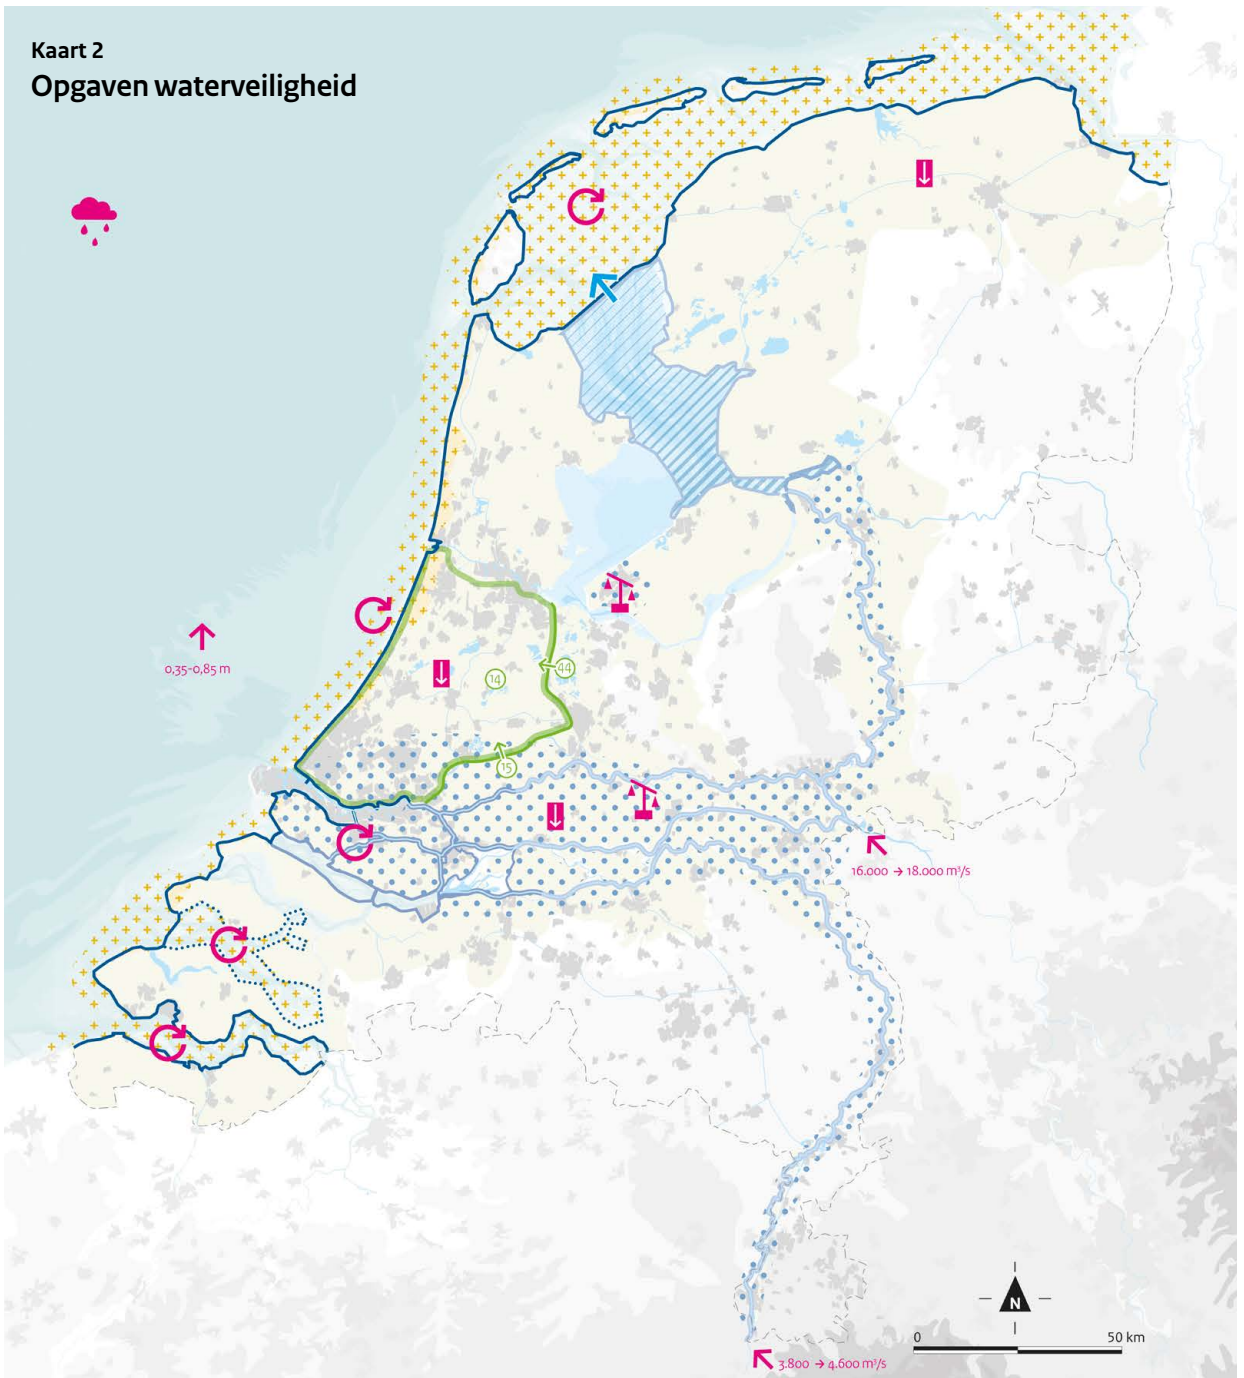 Kaart 2
Opgaven waterveiligheid
0,35-0,85 m
44
14
15
16.000 → 18.000 m³/s
N
0 50 km
3.800 → 4.600 m³/s